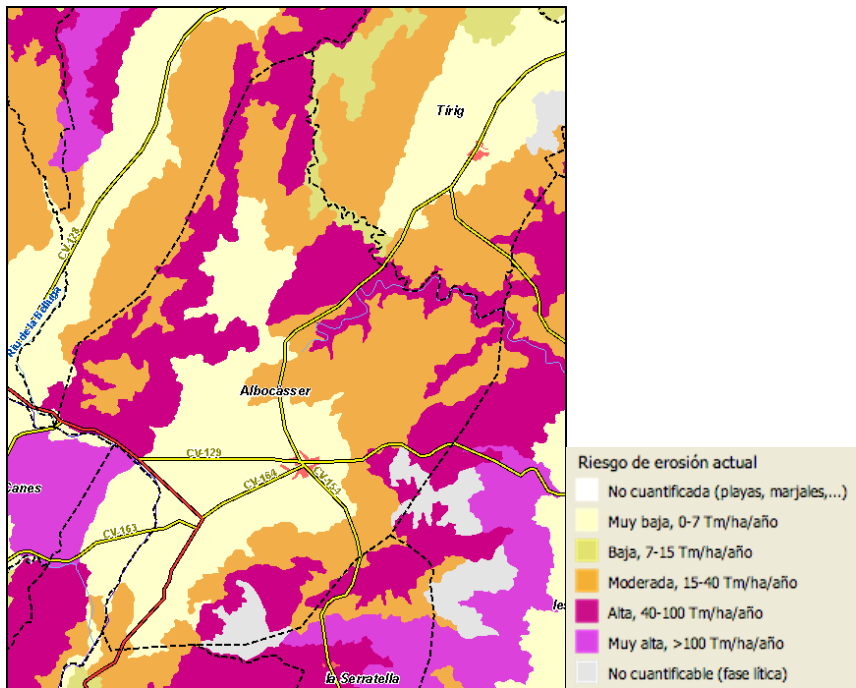 Tírig
CV-128
Riu de la Belluga
Albocàsser
CV-129
CV-164
CV-154
canes
CV-163
les
la Serratella
Riesgo de erosión actual
No cuantificada (playas, marjales,...)
Muy baja, 0-7 Tm/ha/año
Baja, 7-15 Tm/ha/año
Moderada, 15-40 Tm/ha/año
Alta, 40-100 Tm/ha/año
Muy alta, >100 Tm/ha/año
No cuantificable (fase lítica)